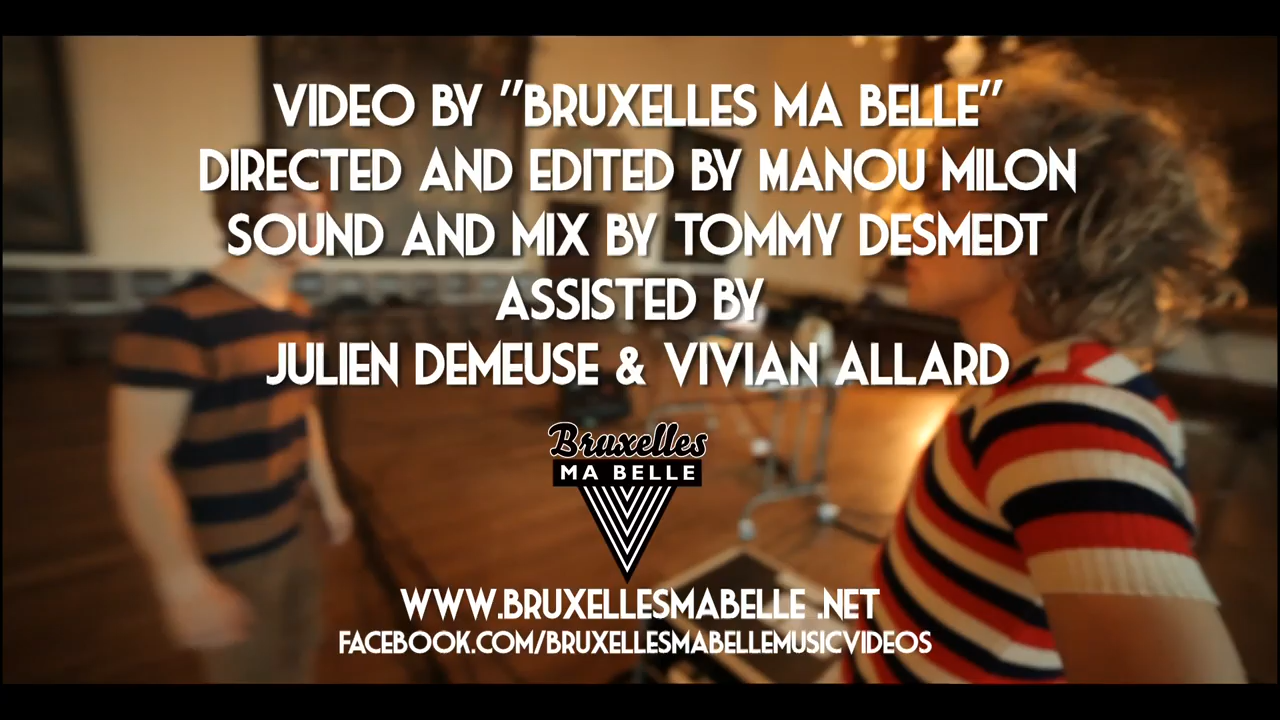 VIDEO BY "BRUXELLES MA BELLE"
DIRECTED AND EDITED BY MANOU MILON
SOUND AND MIX BY TOMMY DESMEDT
ASSISTED BY
JULIEN DEMEUSE & VIVIAN ALLARD
Bruxelles
MA BELLE
WWW.BRUXELLESMABELLE .NET
FACEBOOK.COM/BRUXELLESMABELLEMUSICVIDEOS